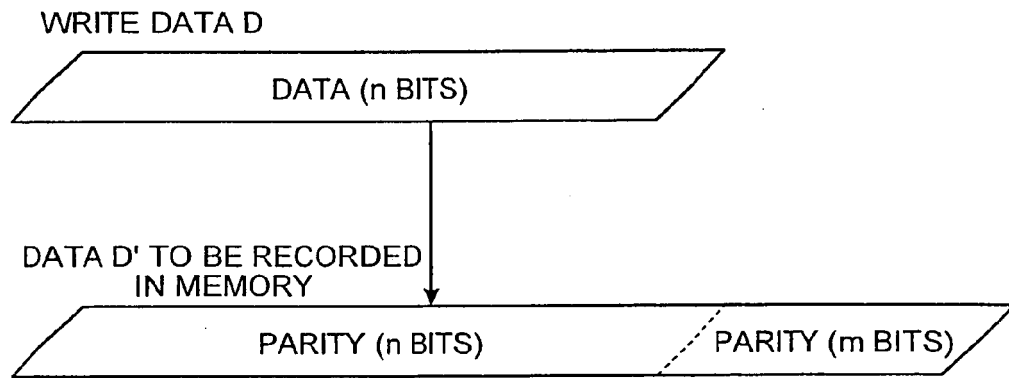 WRITE DATA D
DATA (n BITS)
DATA D' TO BE RECORDED
IN MEMORY
PARITY (n BITS) PARITY (m BITS)